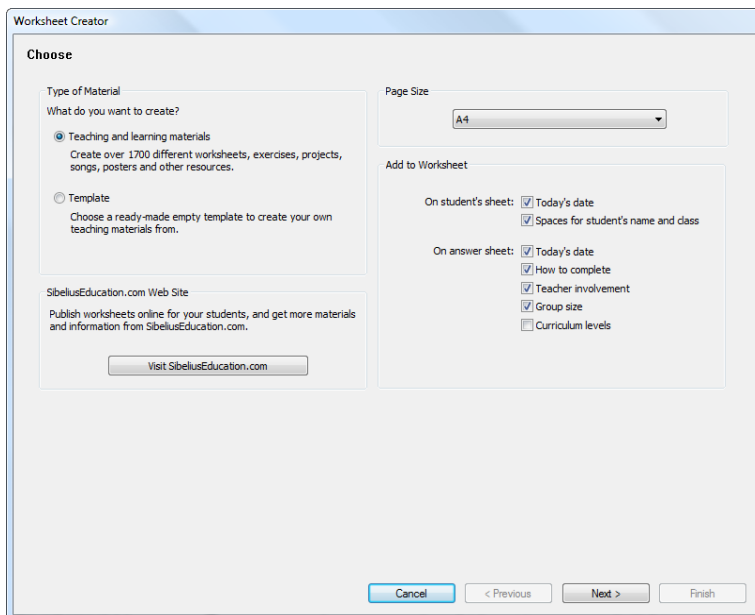 Worksheet Creator
Choose
Type of Material
What do you want to create?
Teaching and learning materials
Create over 1700 different worksheets, exercises, projects,
songs, posters and other resources.
Template
Choose a ready-made empty template to create your own
teaching materials from.
SibeliusEducation.com Web Site
Publish worksheets online for your students, and get more materials
and information from SibeliusEducation.com.
Visit SibeliusEducation.com
Page Size
A4
Add to Worksheet
On student's sheet: Today's date
Spaces for student's name and class
On answer sheet: Today's date
How to complete
Teacher involvement
Group size
Curriculum levels
Cancel
< Previous
Next >
Finish